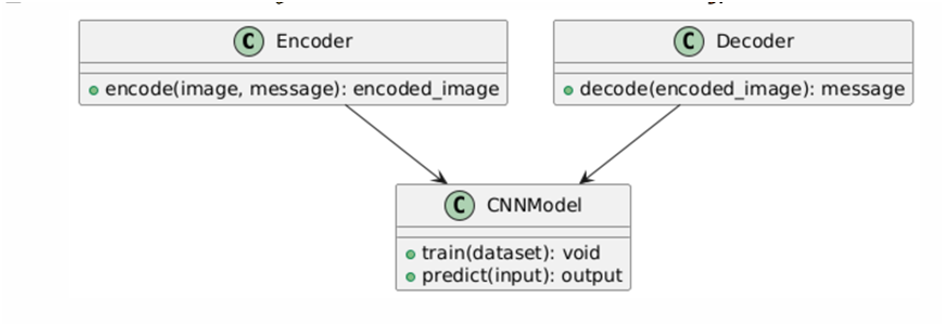 C Encoder
encode(image, message): encoded_image
C Decoder
decode(encoded_image): message
C CNNModel
train(dataset): void
predict(input): output